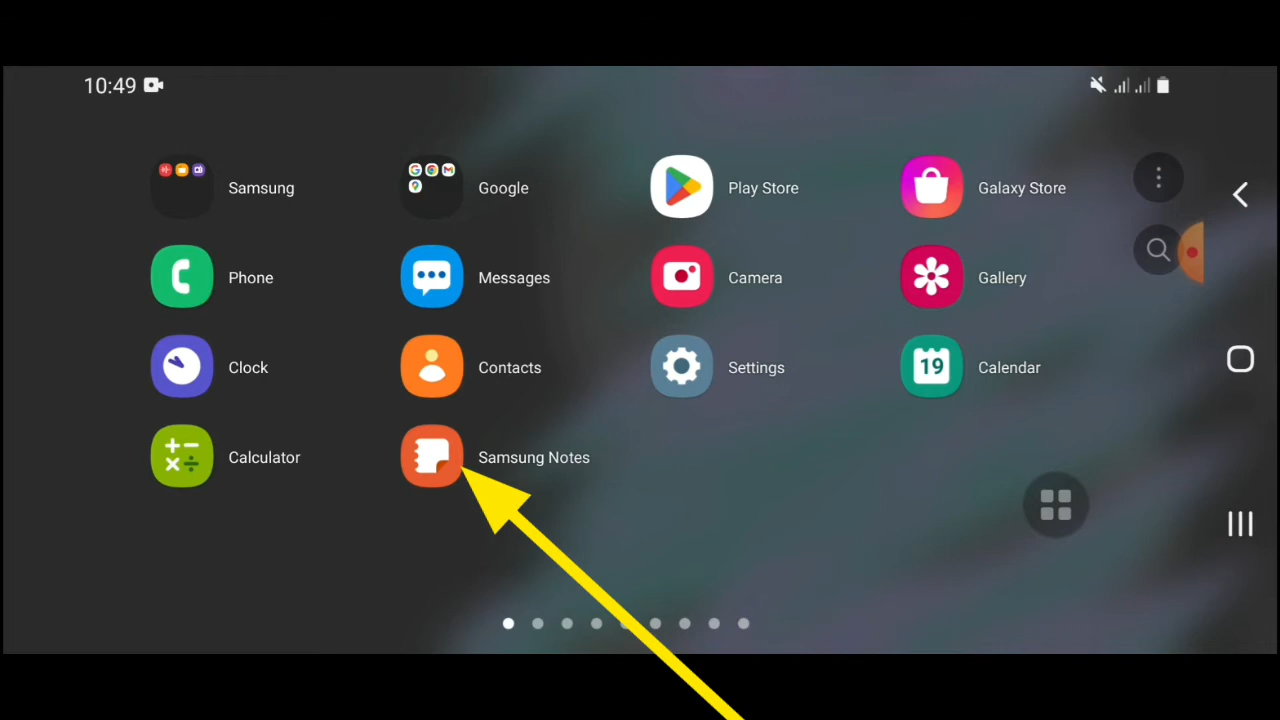 10:49
Samsung
Google
Play Store
Galaxy Store
Phone
Messages
Camera
Gallery
Clock
Contacts
Settings
19
Calendar
Calculator
Samsung Notes